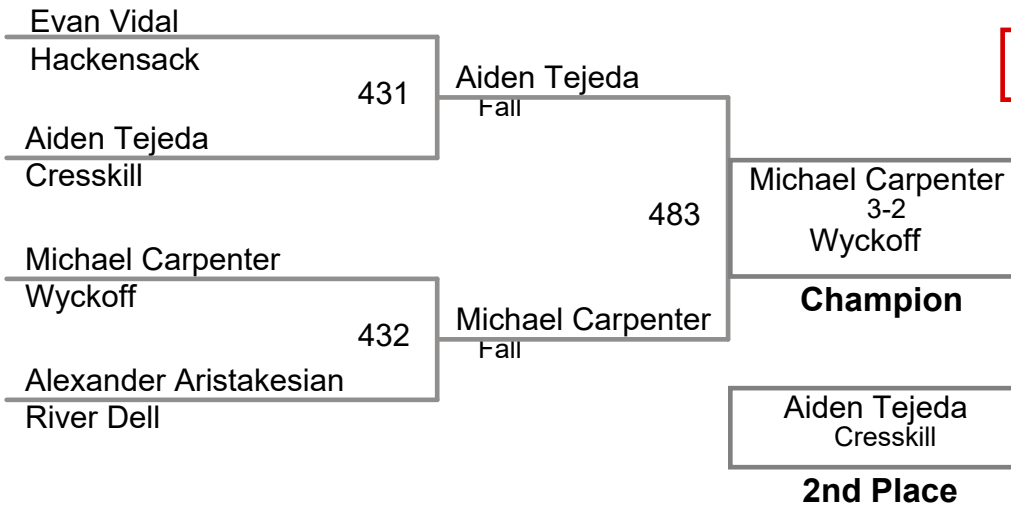 Evan Vidal
Hackensack
431
Aiden Tejeda
Cresskill
Aiden Tejeda
Fall
Michael Carpenter
Wyckoff
432
Alexander Aristakesian
River Dell
Michael Carpenter
Fall
483
Michael Carpenter
3-2
Wyckoff
Champion
Aiden Tejeda
Cresskill
2nd Place